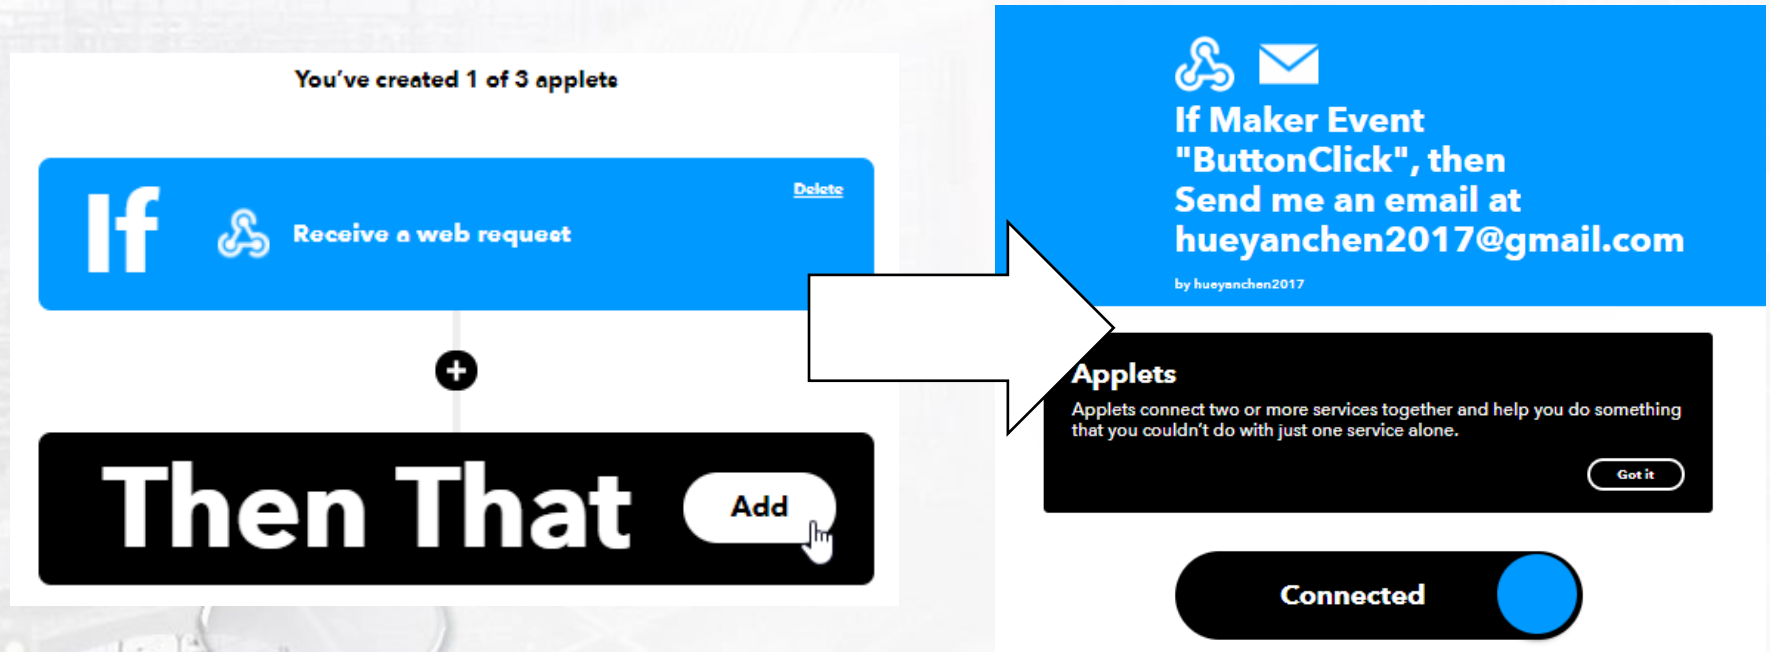 You've created 1 of 3 applets
If
Receive a web request
Delete
Then That
Add
If Maker Event
"ButtonClick", then
Send me an email at
hueyanchen2017@gmail.com
by hueyanchen2017
Applets
Applets connect two or more services together and help you do something
that you couldn't do with just one service alone.
Got it
Connected